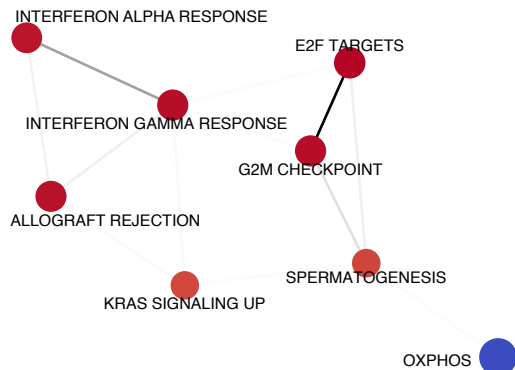 INTERFERON ALPHA RESPONSE
E2F TARGETS
INTERFERON GAMMA RESPONSE
G2M CHECKPOINT
ALLOGRAFT REJECTION
SPERMATOGENESIS
KRAS SIGNALING UP
OXPHOS